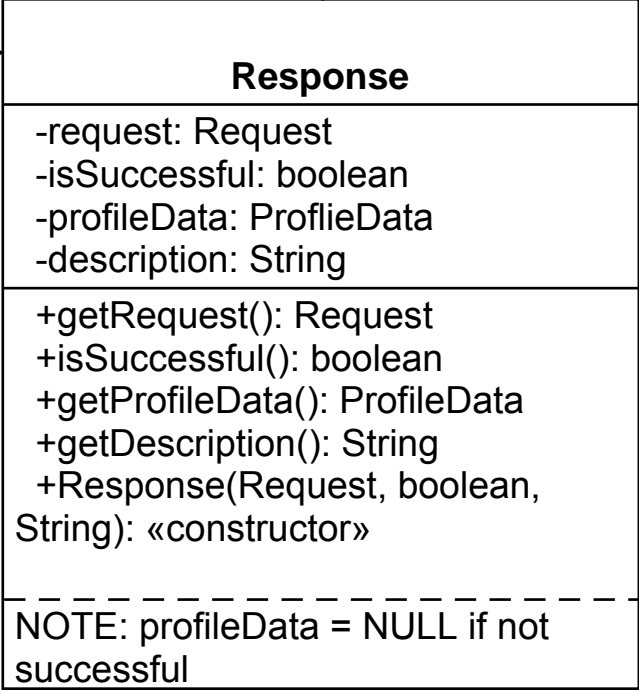 Response
-request: Request
-isSuccessful: boolean
-profileData: ProflieData
-description: String
+getRequest(): Request
+isSuccessful(): boolean
+getProfileData(): ProfileData
+getDescription(): String
+Response(Request, boolean,
String): «constructor»
NOTE: profileData = NULL if not
successful